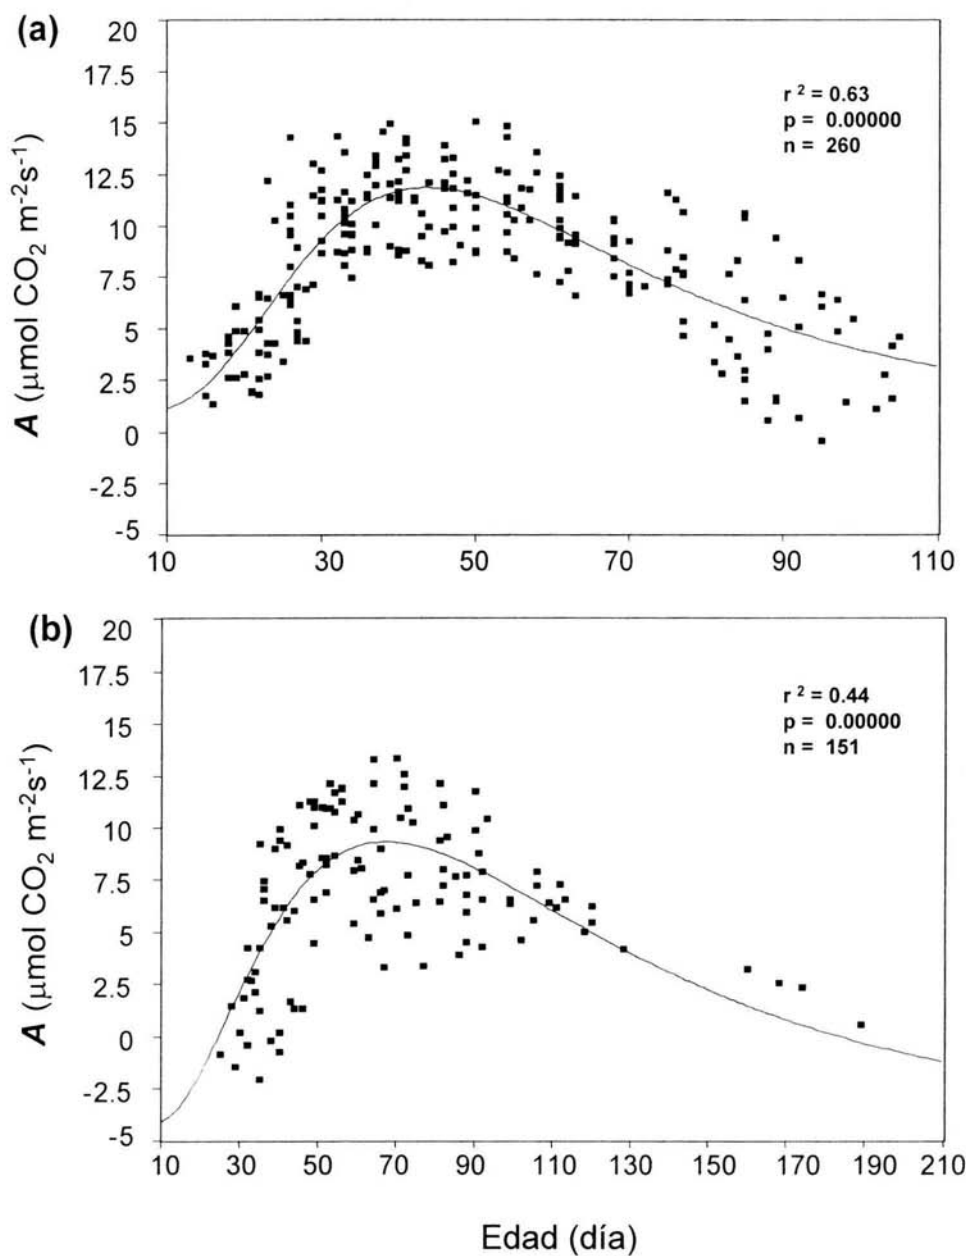 (a)
20
17.5
15
12.5
10
7.5
5
2.5
0
-2.5
-5
A (μmol CO2 m-2s-1)
r 2 = 0.63
p = 0.00000
n = 260
10 30 50 70 90 110
(b)
20
17.5
15
12.5
10
7.5
5
2.5
0
-2.5
-5
A (μmol CO2 m-2s-1)
r 2 = 0.44
p = 0.00000
n = 151
10 30 50 70 90 110 130 150 170 190 210
Edad (día)